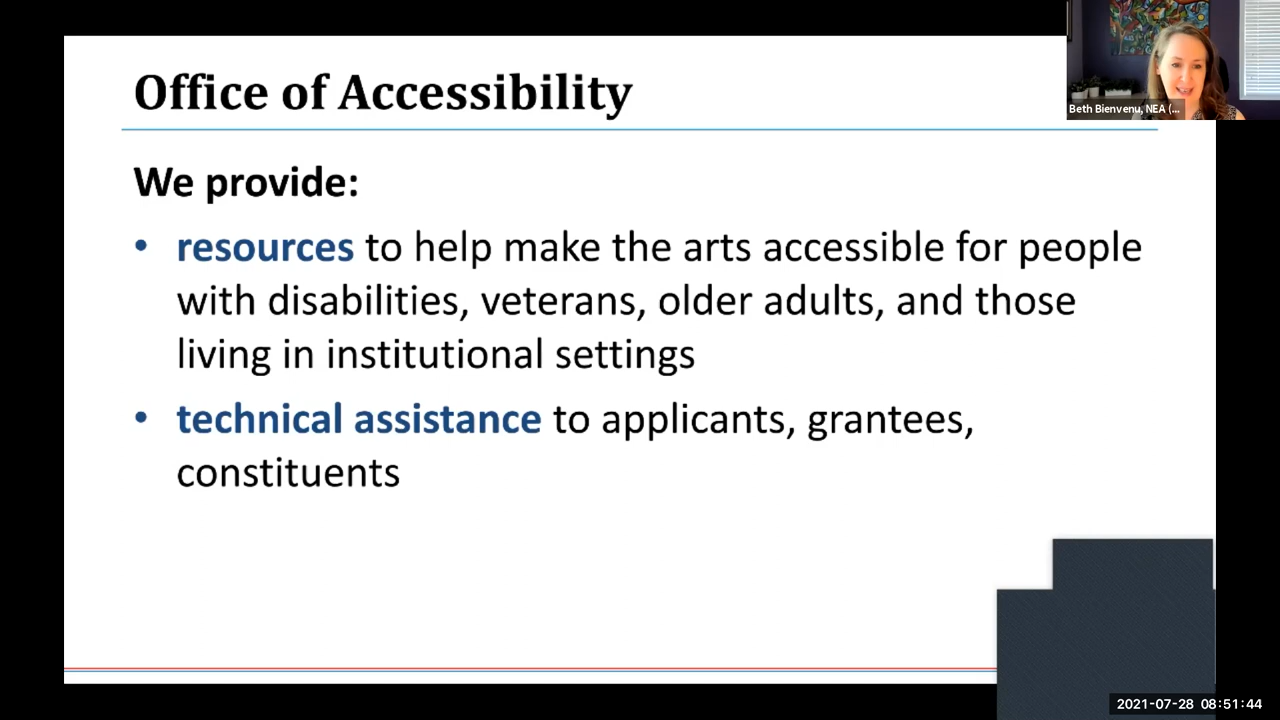 Office of Accessibility
Beth Bienvenu, NEA (...
We provide:
• resources to help make the arts accessible for people
with disabilities, veterans, older adults, and those
living in institutional settings
• technical assistance to applicants, grantees,
constituents
2021-07-28 08:51:44